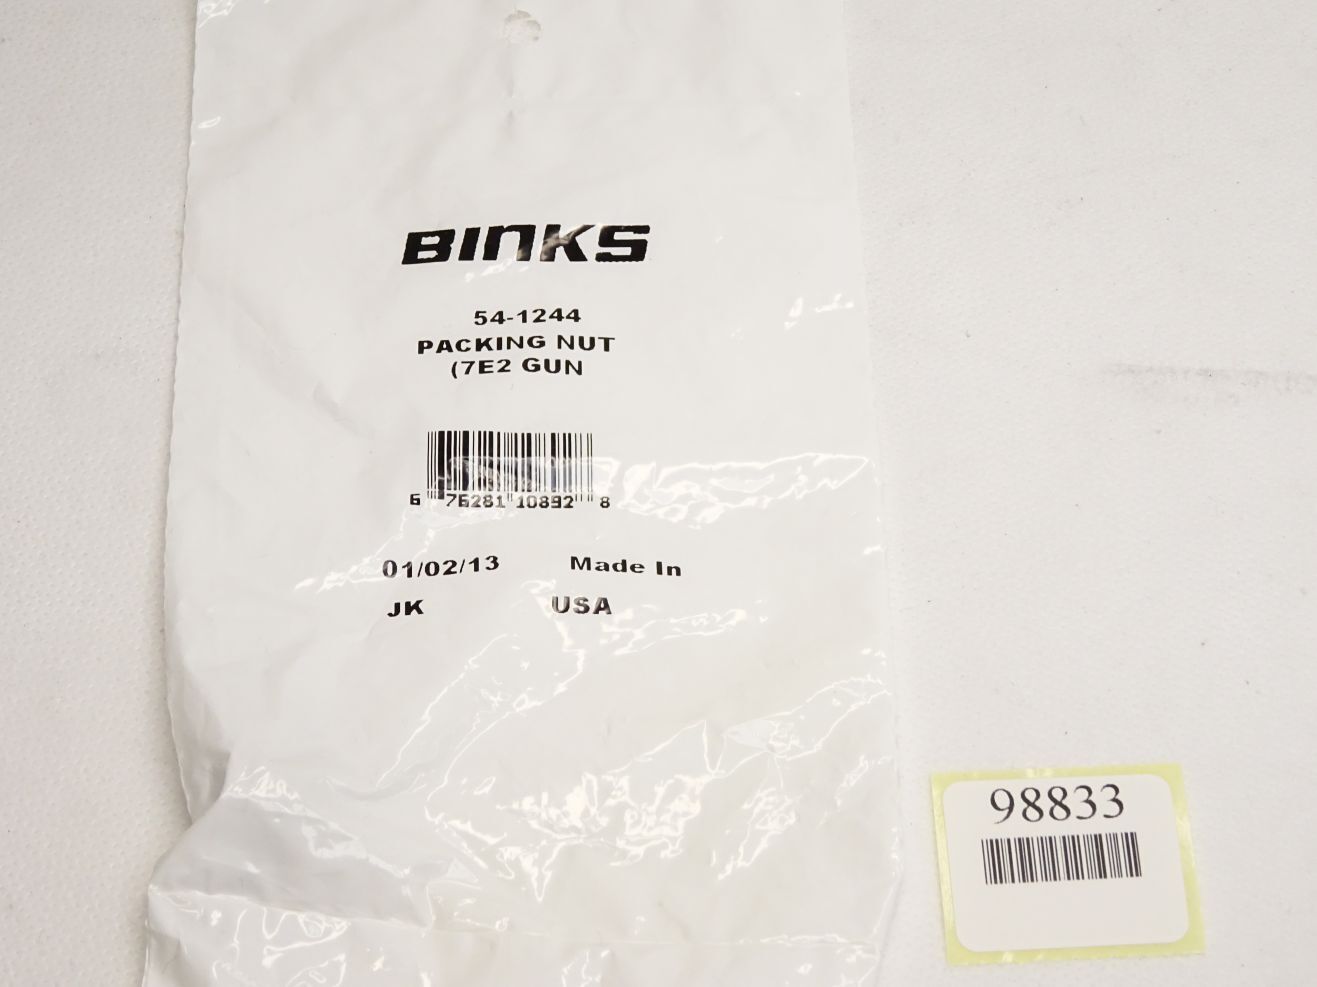 BINKS
54-1244
PACKING NUT
(7E2 GUN
6 76281 10892 8
01/02/13 Made In
JK USA
98833